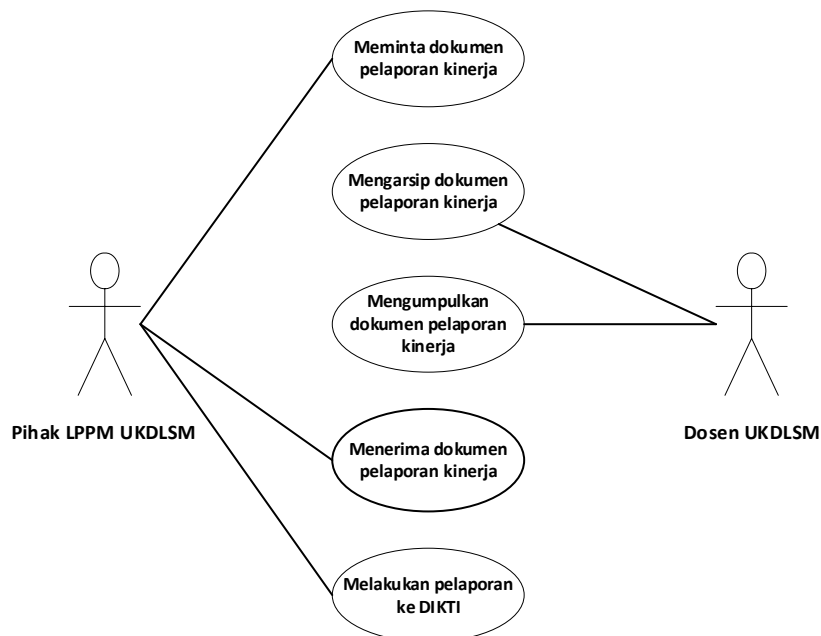 Meminta dokumen
pelaporan kinerja
Mengarsip dokumen
pelaporan kinerja
Mengumpulkan
dokumen pelaporan
kinerja
Pihak LPPM UKDLSM
Dosen UKDLSM
Menerima dokumen
pelaporan kinerja
Melakukan pelaporan
ke DIKTI